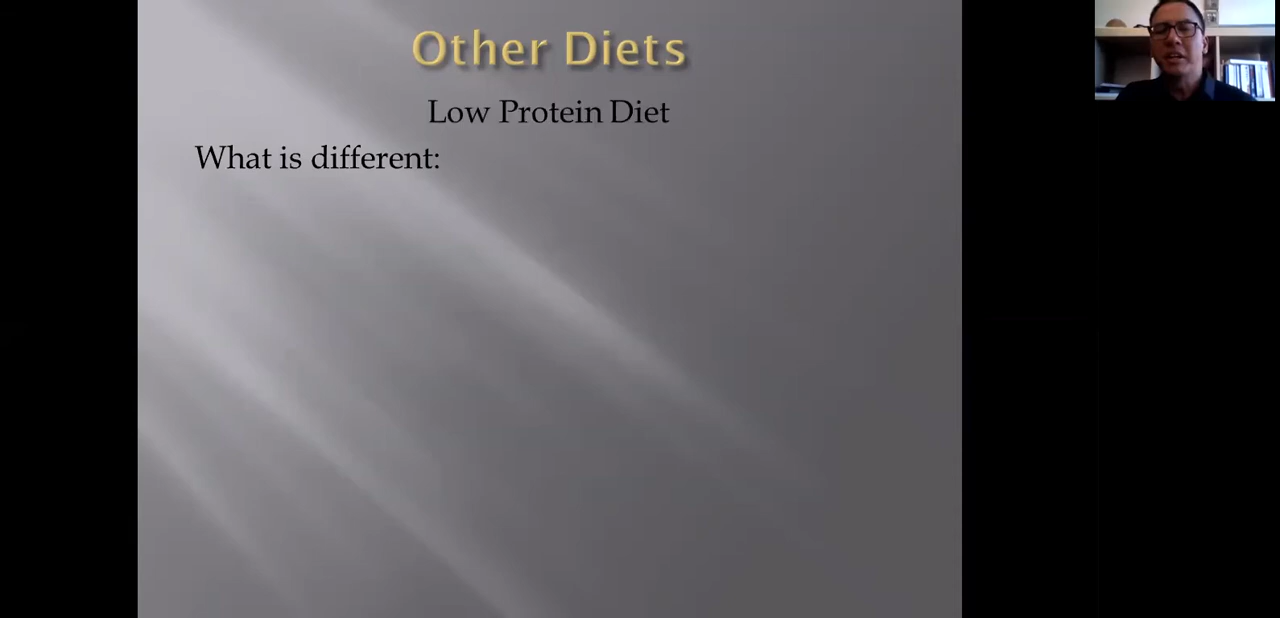 Other Diets
Low Protein Diet
What is different: